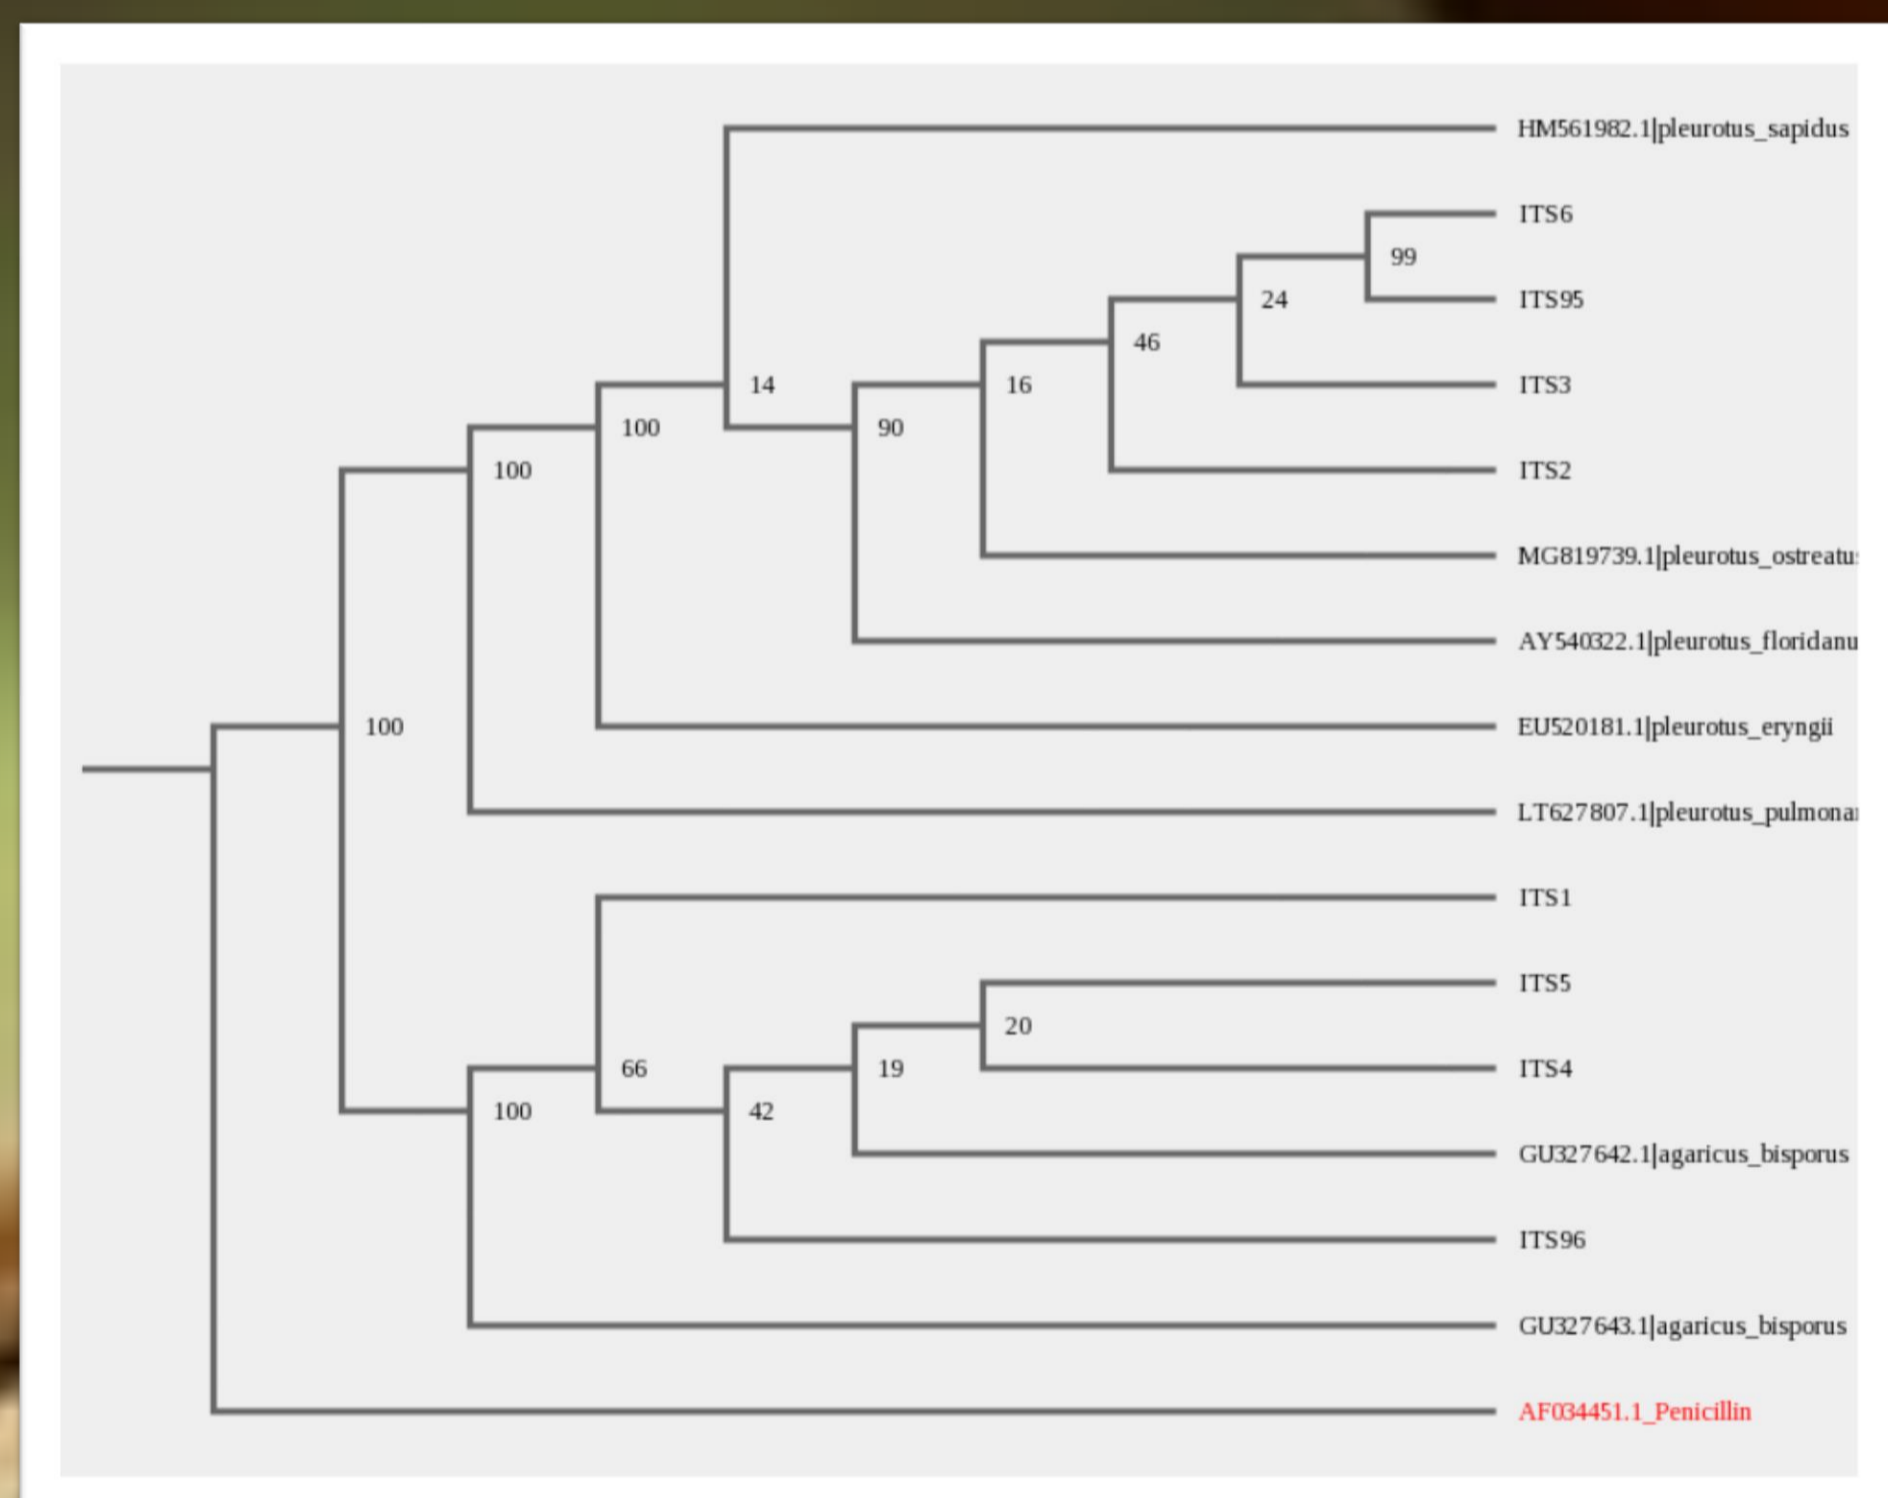 HM561982.1|pleurotus_sapidus
ITS6
99
ITS95
24
46
ITS3
14
16
100
90
ITS2
100
MG819739.1|pleurotus_ostreatus
AY540322.1|pleurotus_floridanu
EU520181.1|pleurotus_eryngii
100
LT627807.1|pleurotus_pulmonar
ITS1
ITS5
20
ITS4
66
19
100
42
GU327642.1|agaricus_bisporus
ITS96
GU327643.1|agaricus_bisporus
AF034451.1_Penicillin